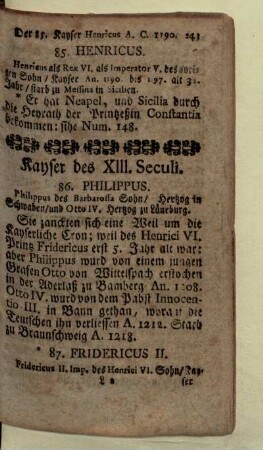 Der 85. Kayser Henricus A. C. 1190. 243
85. HENRICUS.
Henricus als Rex VI. als Imperator V. des
gen Sohn / Kayser An. 1190. bis 1197. alt 32.
Jahr / starb zu Messina in Sicilien.
* Er hat Neapel, und Sicilia durch
die Heyrath der Printzeßin Constantia
bekommen: sihe Num. 148.
Kayser des XIII. Seculi.
86. PHILIPPUS.
Philippus des Barbarossa Sohn / Hertzog in
Schwaben / und Otto IV. Hertzog zu Lüneburg.
Sie zanckten sich eine Weil um die
Kayserliche Cron; weil des Henrici VI.
Printz Fridericus erst 5. Jahr alt war:
aber Philippus wurd von einem jungen
Grafen Otto von Wittelspach erstochen
in der Aderlaß zu Bamberg An. 1208.
Otto IV. wurd von dem Pabst Innocen-
tio III. in Bann gethan, worauf die
Teutschen ihn verliessen A. 1212. Starb
zu Braunschweig A. 1218.
* 87. FRIDERICUS II.
Fridericus II. Imp. des Henrici VI. Sohn / Kay-
L 2 ser